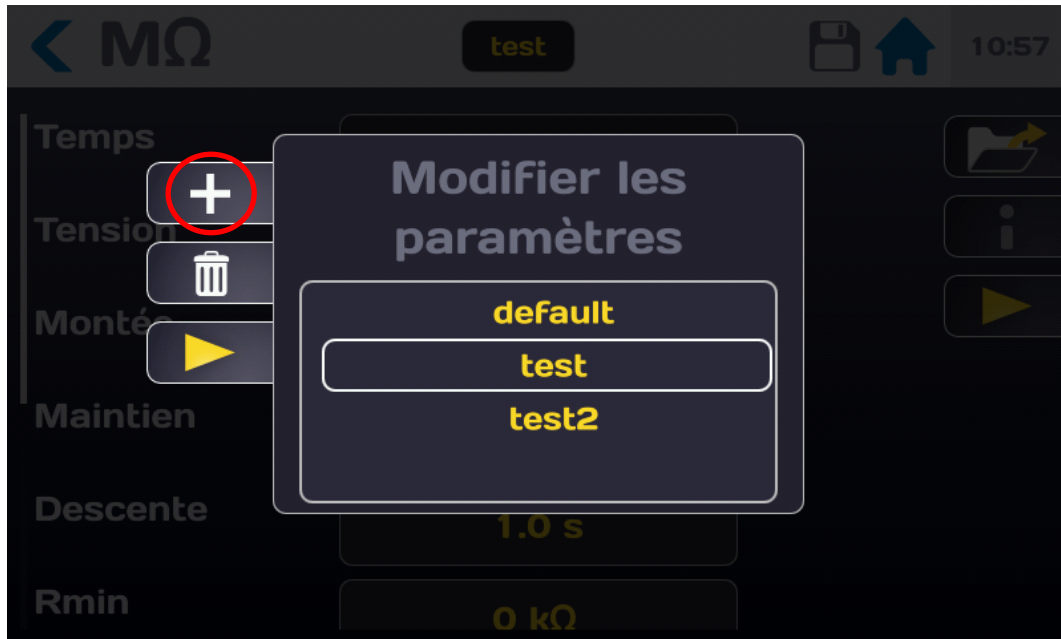 MΩ
test
10:57
Temps
Tension
Montée
Maintien
Descente
1.0 s
Rmin
0 kΩ
Modifier les
paramètres
default
test
test2